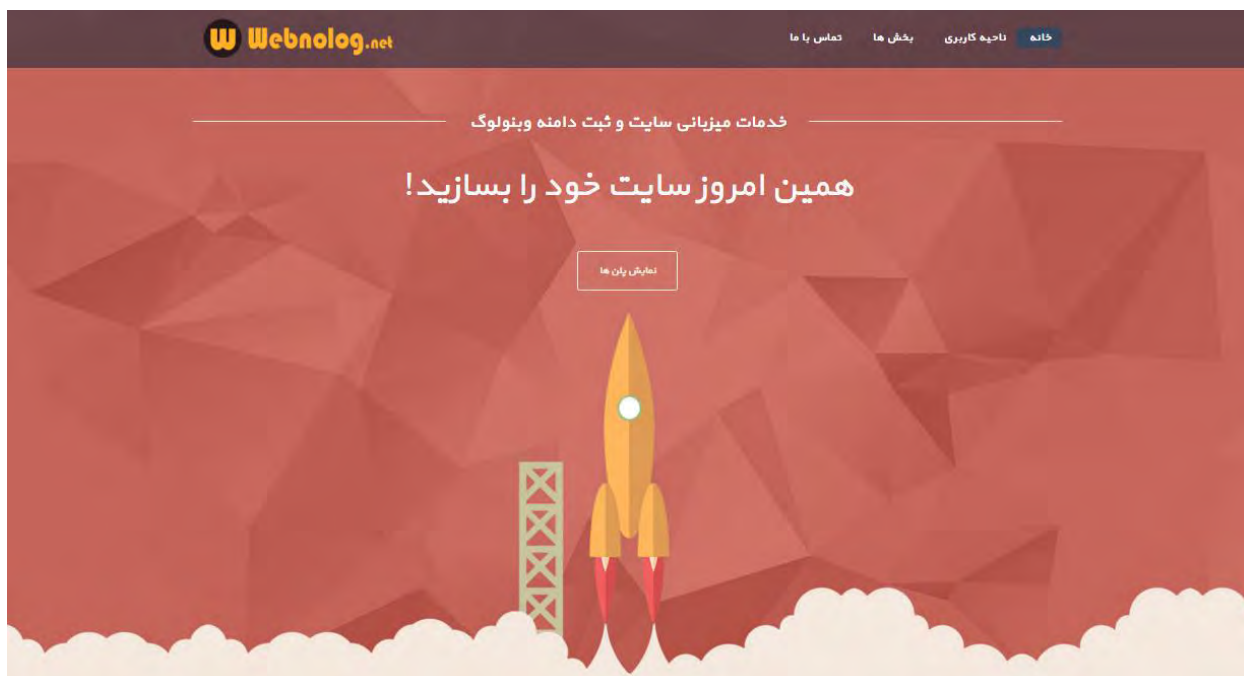 W Webnolog.net
خانه
ناحیه کاربری
بخش ها
تماس با ما
خدمات میزبانی سایت و ثبت دامنه وبنولوگ
همین امروز سایت خود را بسازید!
نمایش پلن ها